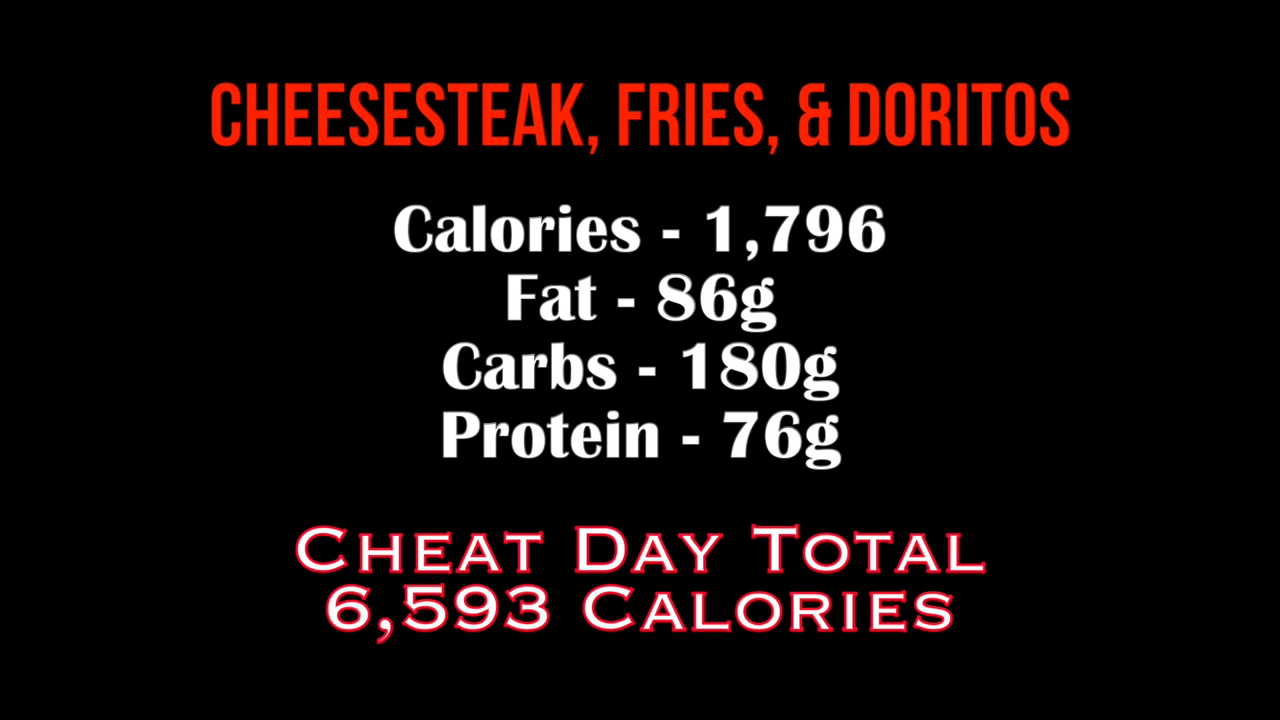 CHEESESTEAK, FRIES, & DORITOS
Calories - 1,796
Fat - 86g
Carbs - 180g
Protein - 76g
Cheat Day Total
6,593 Calories